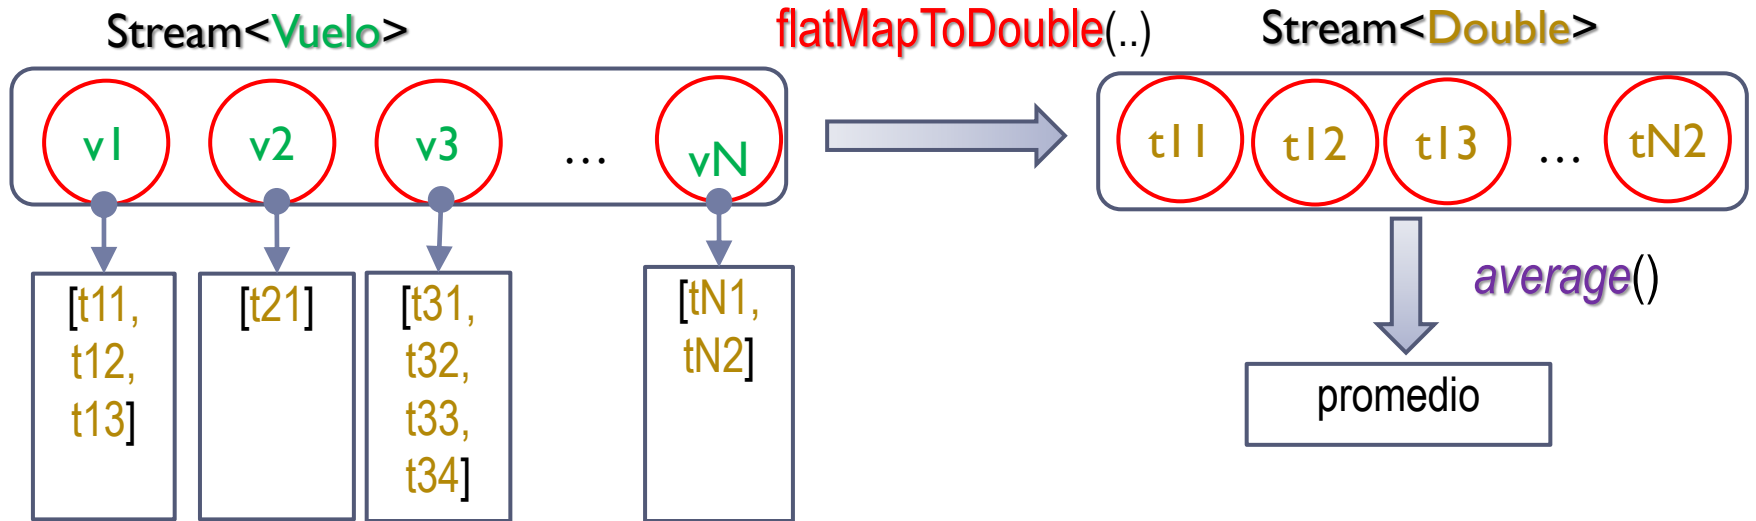 Stream<Vuelo>
flatMapToDouble(..)
Stream<Double>
v1
v2
v3
...
vN
t11
t12
t13
...
tN2
[t11,
t12,
t13]
[t21]
[t31,
t32,
t33,
t34]
[tN1,
tN2]
average()
promedio